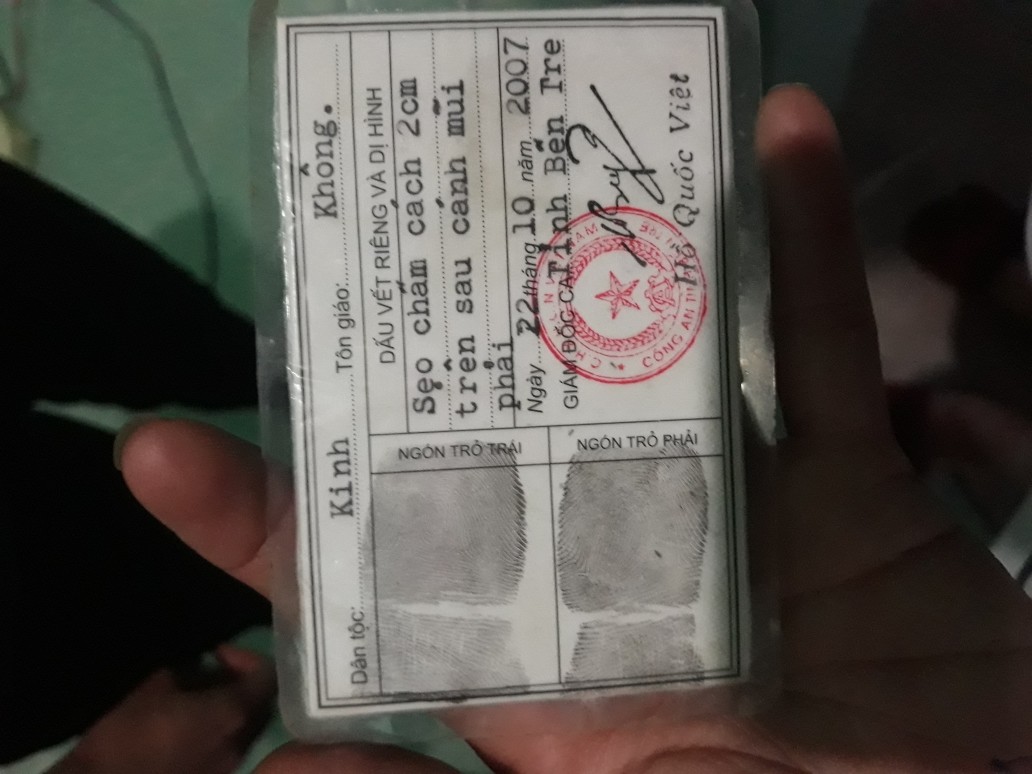 Dân tộc: Kinh Tôn giáo: Không.
DẤU VẾT RIÊNG VÀ DỊ HÌNH
Sẹo chấm cách 2cm
trên sau cánh mũi
phải
Ngày 22 tháng 10 năm 2007
GIÁM ĐỐC CA Tỉnh Bến Tre
Hồ Quốc Việt
NGÓN TRỎ TRÁI
NGÓN TRỎ PHẢI